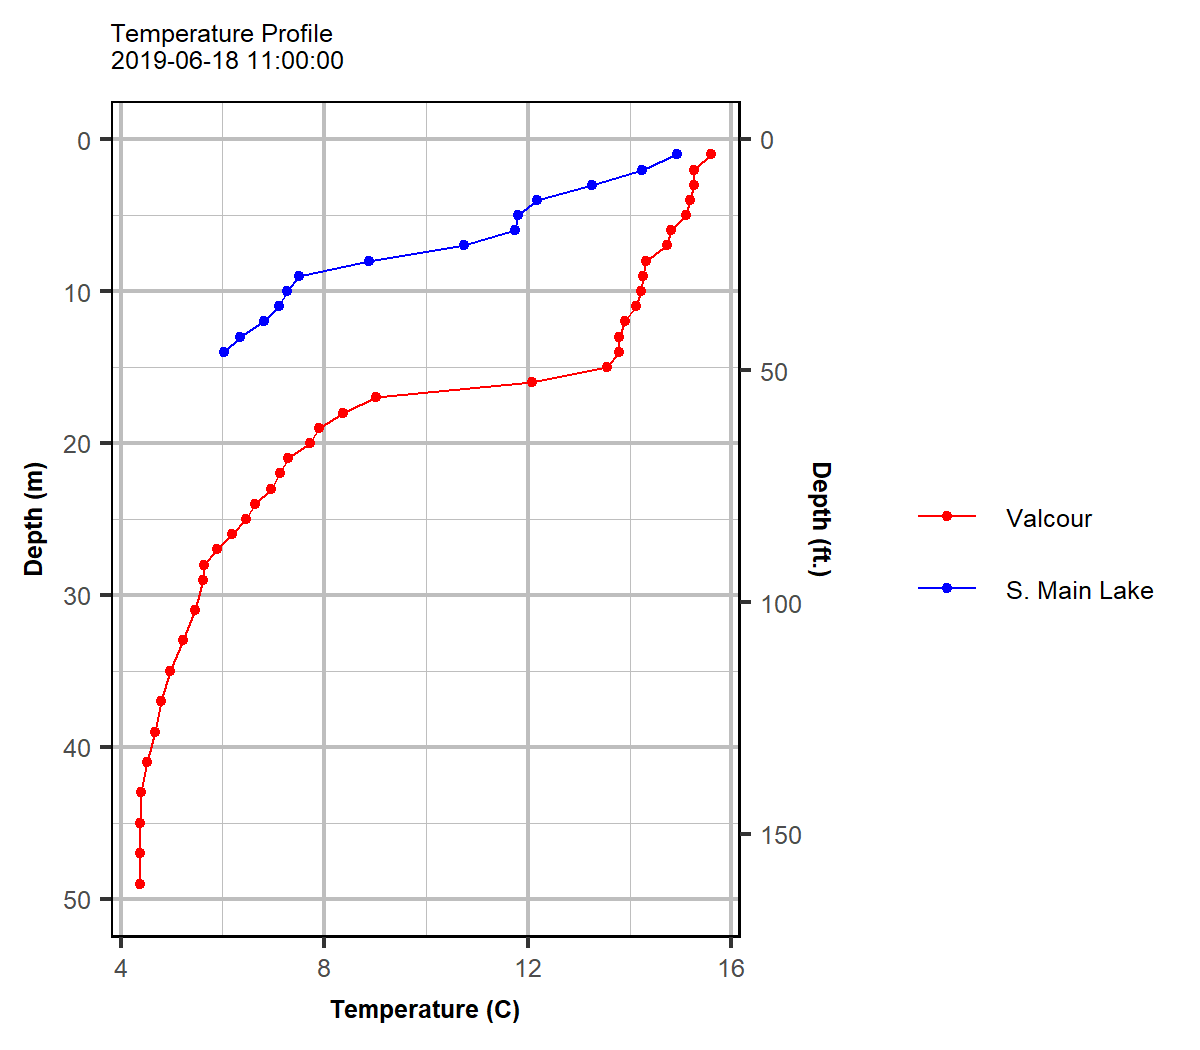 Temperature Profile
2019-06-18 11:00:00
0
10
20
30
40
50
Depth (m)
4
8
12
16
Temperature (C)
0
50
100
150
Depth (ft.)
Valcour
S. Main Lake